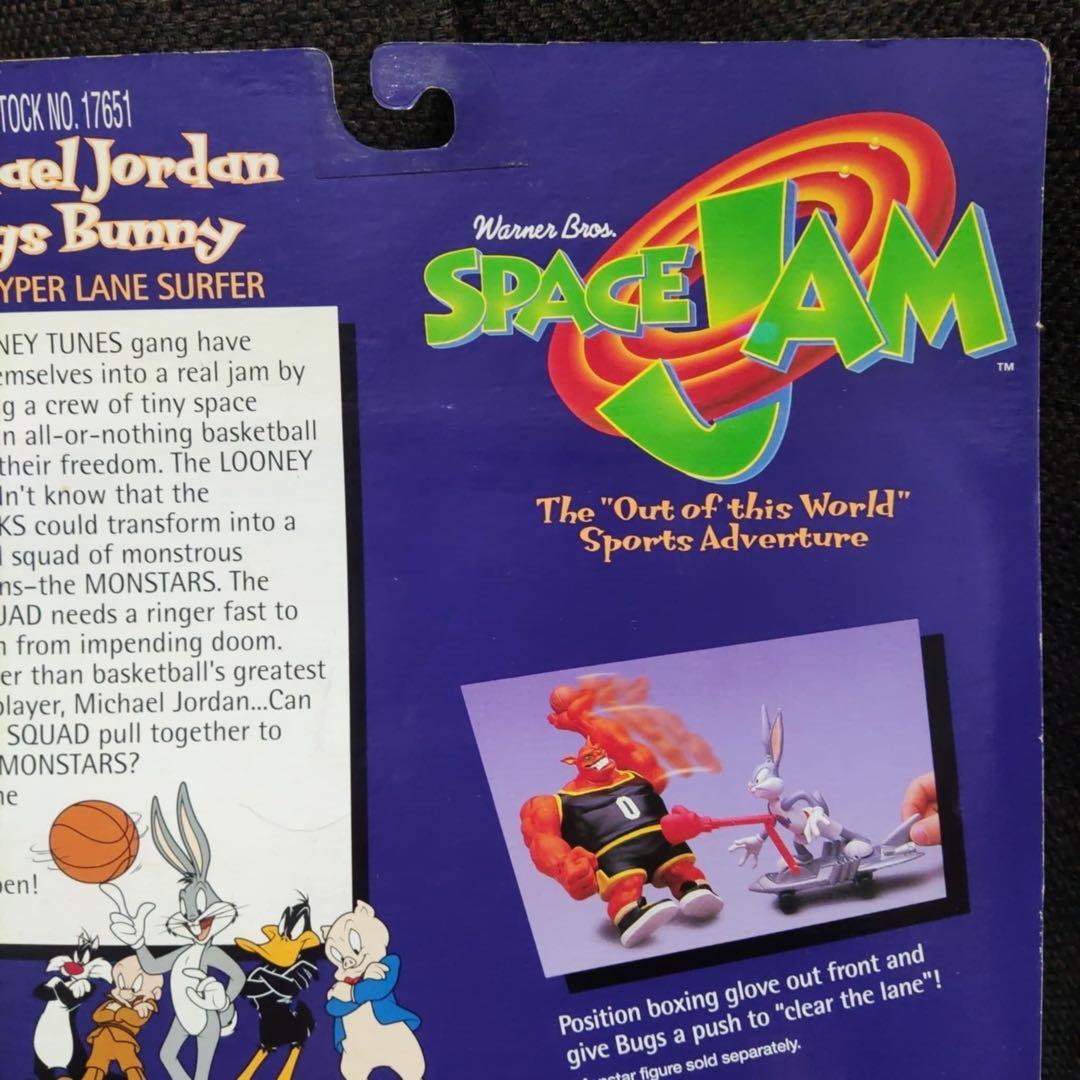 TOCK NO. 17651
ael Jordan
gs Bunny
YPER LANE SURFER
NEY TUNES gang have
emselves into a real jam by
g a crew of tiny space
n all-or-nothing basketball
their freedom. The LOONEY
n't know that the
KS could transform into a
squad of monstrous
ns–the MONSTARS. The
UAD needs a ringer fast to
from impending doom.
er than basketball's greatest
player, Michael Jordan...Can
SQUAD pull together to
MONSTARS?
he
pen!
Warner Bros.
SPACE JAM
TM
The "Out of this World"
Sports Adventure
0
Position boxing glove out front and
give Bugs a push to "clear the lane"!
star figure sold separately.